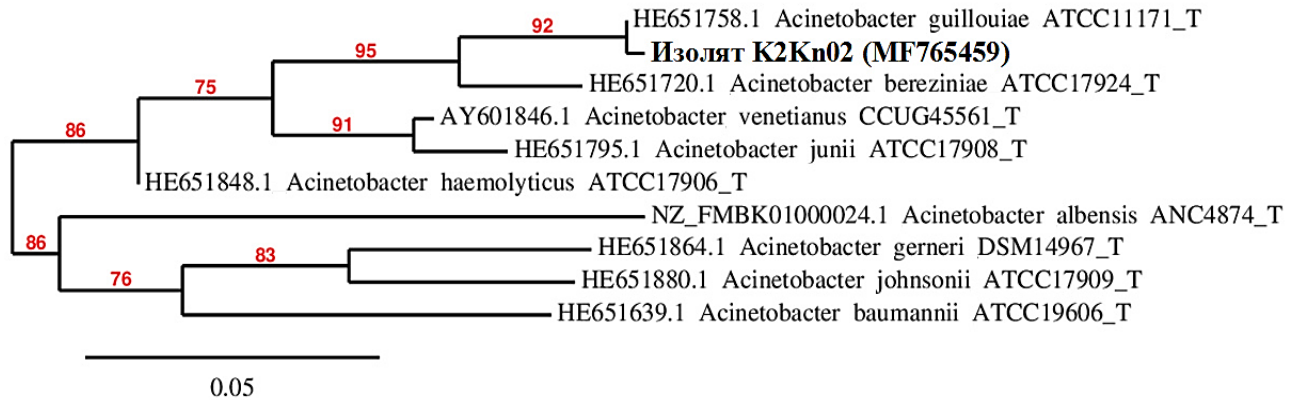 HE651758.1 Acinetobacter guillouiae ATCC11171_T
92
Изолят K2Kn02 (MF765459)
95
HE651720.1 Acinetobacter bereziniae ATCC17924_T
75
AY601846.1 Acinetobacter venetianus CCUG45561_T
91
86
HE651795.1 Acinetobacter junii ATCC17908_T
HE651848.1 Acinetobacter haemolyticus ATCC17906_T
NZ_FMBK01000024.1 Acinetobacter albensis ANC4874_T
86
HE651864.1 Acinetobacter gerneri DSM14967_T
83
76
HE651880.1 Acinetobacter johnsonii ATCC17909_T
HE651639.1 Acinetobacter baumannii ATCC19606_T
0.05